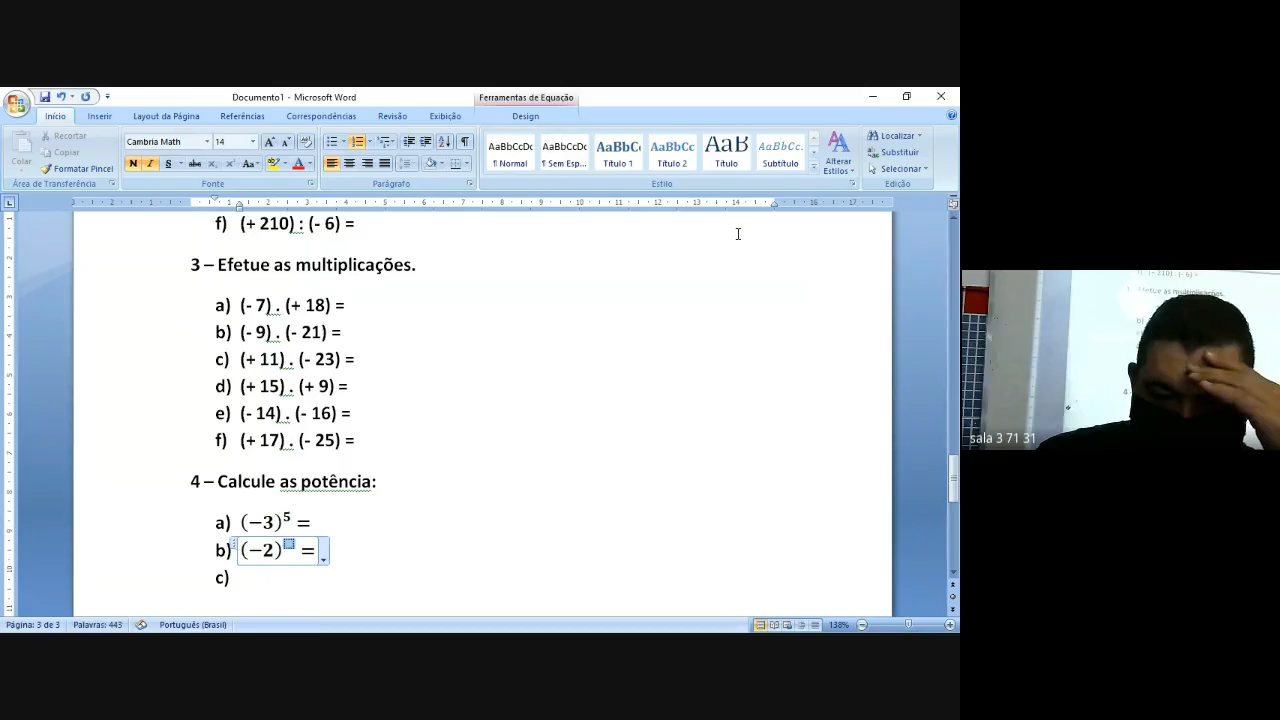 Documento1 - Microsoft Word
Ferramentas de Equação
Início Inserir Layout da Página Referências Correspondências Revisão Exibição Design
Recortar
Copiar
Formatar Pincel
Colar
Cambria Math 14
N I S abc x₂ x² Aa
AaBbCcDc AaBbCcDc AaBbC AaBbCc AaB AaBbCc.
¶ Normal ¶ Sem Esp... Título 1 Título 2 Título Subtítulo
Alterar Estilos
Localizar
Substituir
Selecionar
Área de Transferência Fonte Parágrafo Estilo Edição
f) (+ 210) : (- 6) =
3 – Efetue as multiplicações.
a) (- 7) . (+ 18) =
b) (- 9) . (- 21) =
c) (+ 11) . (- 23) =
d) (+ 15) . (+ 9) =
e) (- 14) . (- 16) =
f) (+ 17) . (- 25) =
4 – Calcule as potência:
a) (−3)⁵ =
b) (−2) =
c)
Página: 3 de 3 Palavras: 443 Português (Brasil) 138%
sala 3 71 31